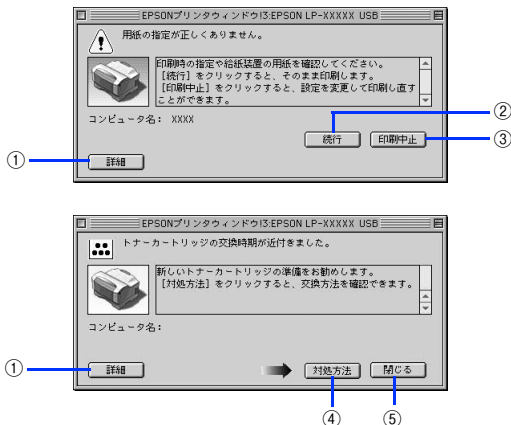 EPSONプリンタウィンドウ!3:EPSON LP-XXXXX USB
用紙の指定が正しくありません。
印刷時の指定や給紙装置の用紙を確認してください。
[続行]をクリックすると、そのまま印刷します。
[印刷中止]をクリックすると、設定を変更して印刷し直す
ことができます。
コンピュータ名: XXXX
②
続行
印刷中止
③
①
詳細
EPSONプリンタウィンドウ!3:EPSON LP-XXXXX USB
トナーカートリッジの交換時期が近付きました。
新しいトナーカートリッジの準備をお勧めします。
[対処方法]をクリックすると、交換方法を確認できます。
コンピュータ名:
①
詳細
対処方法
閉じる
④
⑤